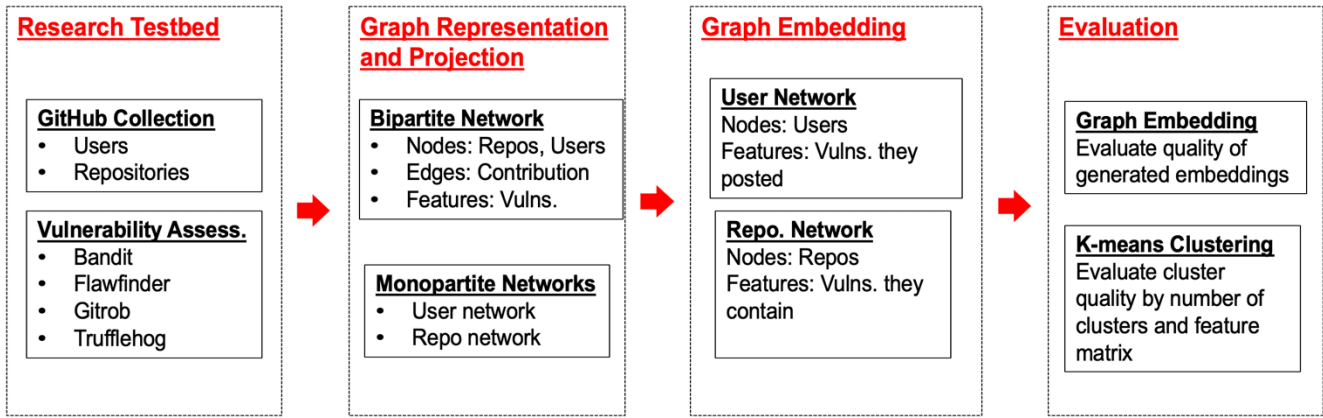 Research Testbed
GitHub Collection
• Users
• Repositories
Vulnerability Assess.
• Bandit
• Flawfinder
• Gitrob
• Trufflehog
Graph Representation
and Projection
Bipartite Network
• Nodes: Repos, Users
• Edges: Contribution
• Features: Vulns.
Monopartite Networks
• User network
• Repo network
Graph Embedding
User Network
Nodes: Users
Features: Vulns. they
posted
Repo. Network
Nodes: Repos
Features: Vulns. they
contain
Evaluation
Graph Embedding
Evaluate quality of
generated embeddings
K-means Clustering
Evaluate cluster
quality by number of
clusters and feature
matrix